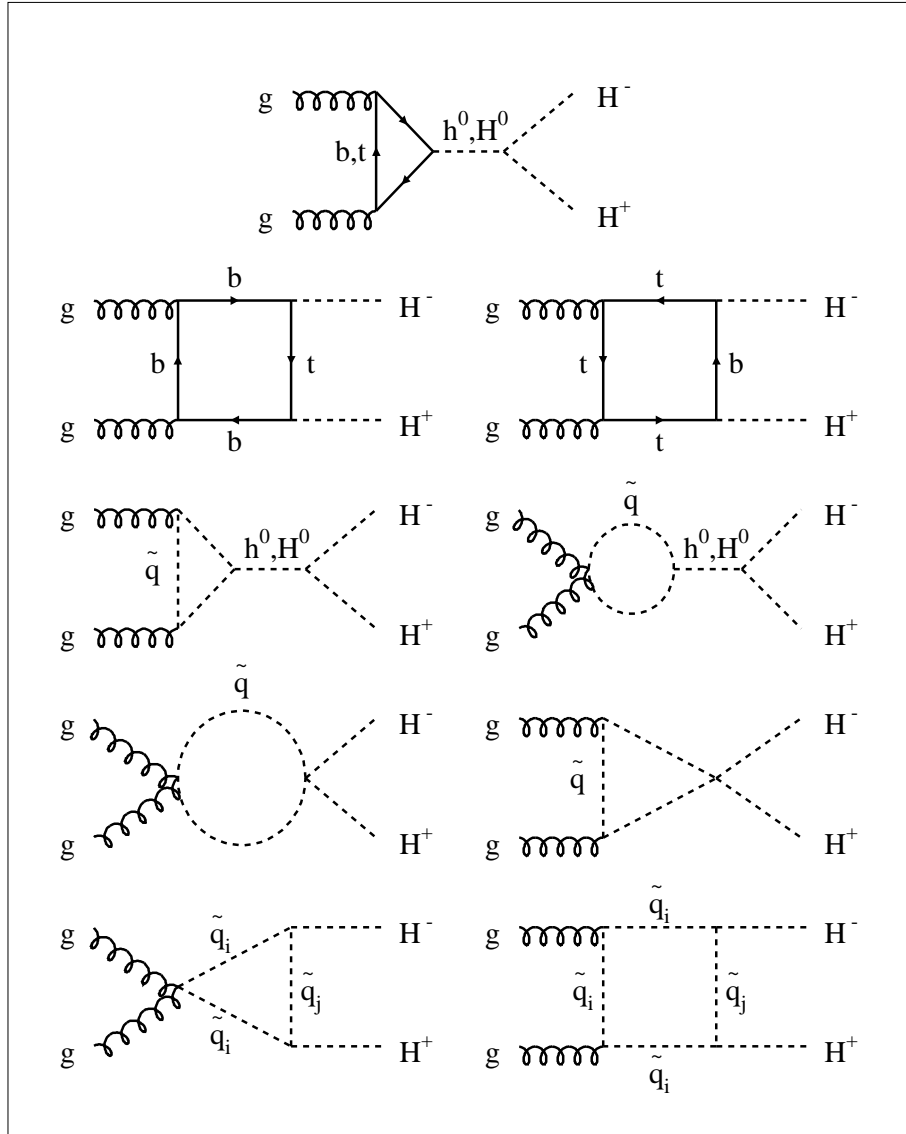 g H⁻
h⁰,H⁰
b,t
g H⁺
b t
g H⁻ g H⁻
b t t b
g H⁺ g H⁺
b t
q̃
g H⁻ g H⁻
h⁰,H⁰ h⁰,H⁰
q̃
g H⁺ g H⁺
q̃
g H⁻ g H⁻
q̃
g H⁺ g H⁺
q̃ᵢ q̃ᵢ
g H⁻ g H⁻
q̃ⱼ q̃ᵢ q̃ⱼ
q̃ᵢ
g H⁺ g H⁺
q̃ᵢ